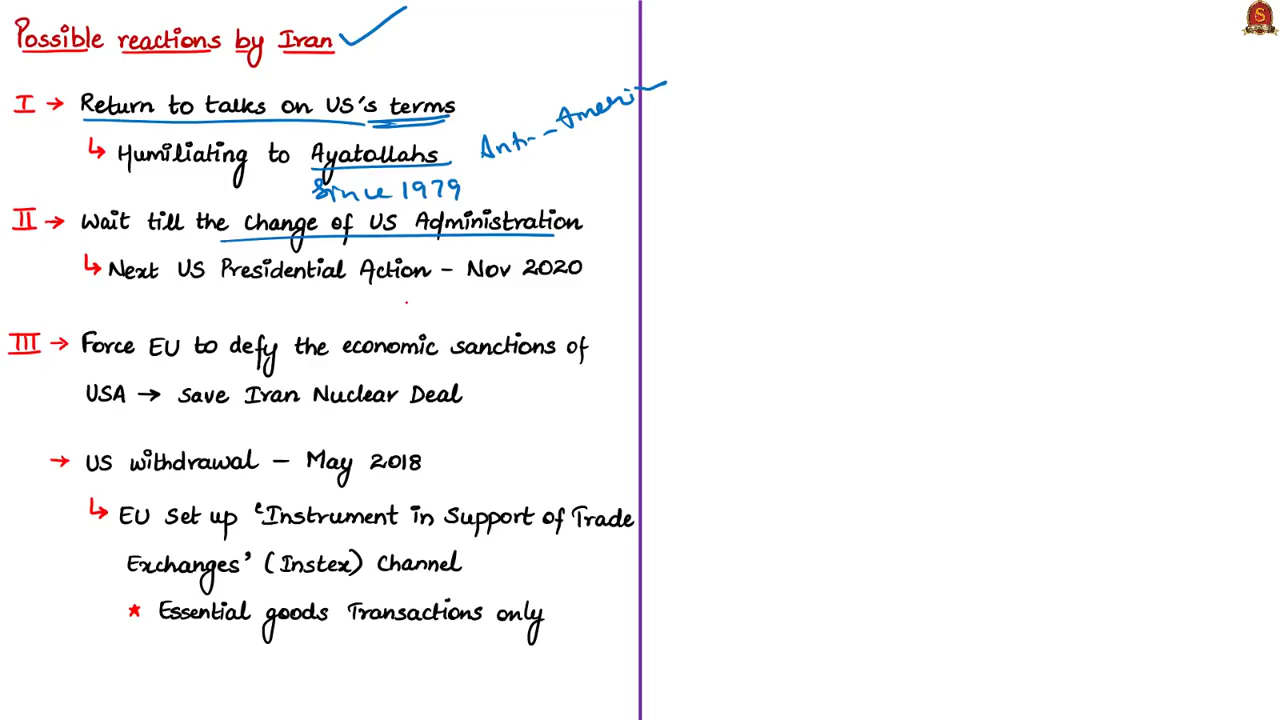 Possible reactions by Iran
I → Return to talks on US's terms
↳ Humiliating to Ayatollahs
Anti-Ameri
Since 1979
II → Wait till the change of US Administration
↳ Next US Presidential Action - Nov 2020
III → Force EU to defy the economic sanctions of
USA → save Iran Nuclear Deal
→ US withdrawal - May 2018
↳ EU set up 'Instrument in Support of Trade
Exchanges' (Instex) Channel
* Essential goods Transactions only